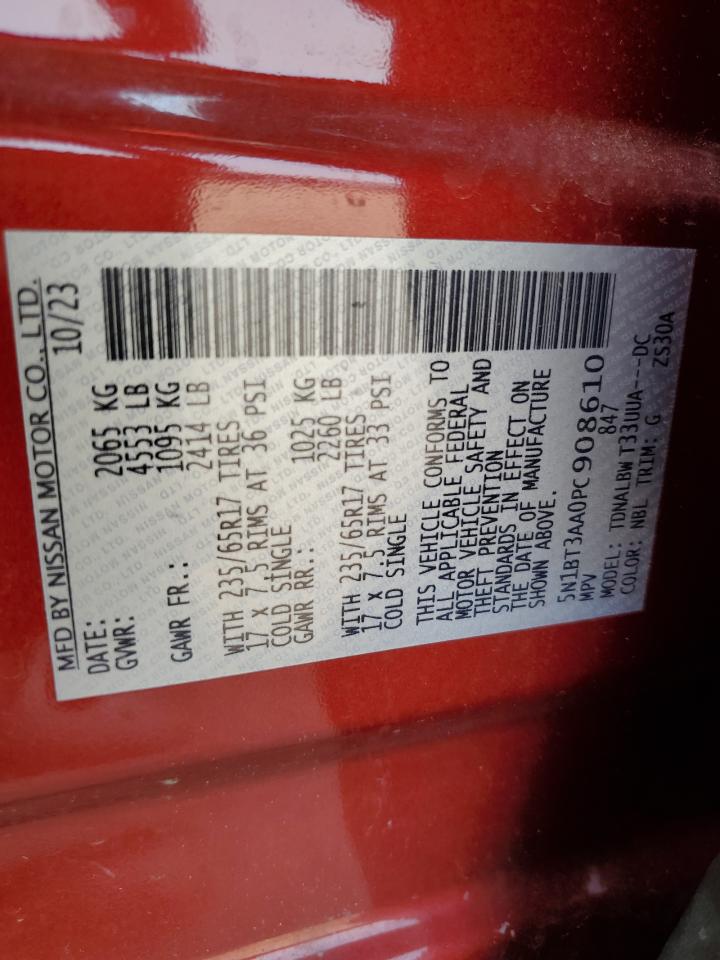 MFD BY NISSAN MOTOR CO., LTD.
DATE: 10/23
GVWR: 2065 KG
4553 LB
GAWR FR.: 1095 KG
2414 LB
WITH 235/65R17 TIRES
17 X 7.5 RIMS AT 36 PSI
COLD SINGLE
GAWR RR.: 1025 KG
2260 LB
WITH 235/65R17 TIRES
17 X 7.5 RIMS AT 33 PSI
COLD SINGLE
THIS VEHICLE CONFORMS TO
ALL APPLICABLE FEDERAL
MOTOR VEHICLE SAFETY AND
THEFT PREVENTION
STANDARDS IN EFFECT ON
THE DATE OF MANUFACTURE
SHOWN ABOVE.
5N1BT3AA0PC908610
MPV 847
MODEL: TDNALBWT33UUA---DC
COLOR: NBL TRIM: G ZS30A